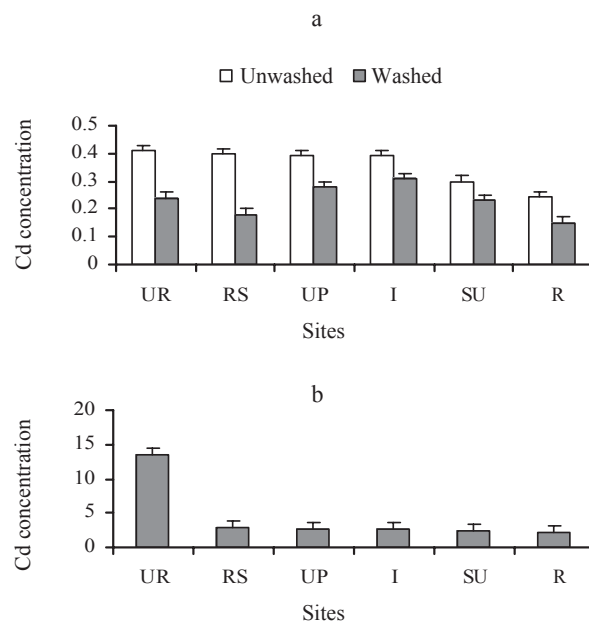 a
Unwashed Washed
Cd concentration
0.5
0.4
0.3
0.2
0.1
0
UR RS UP I SU R
Sites
b
Cd concentration
20
15
10
5
0
UR RS UP I SU R
Sites